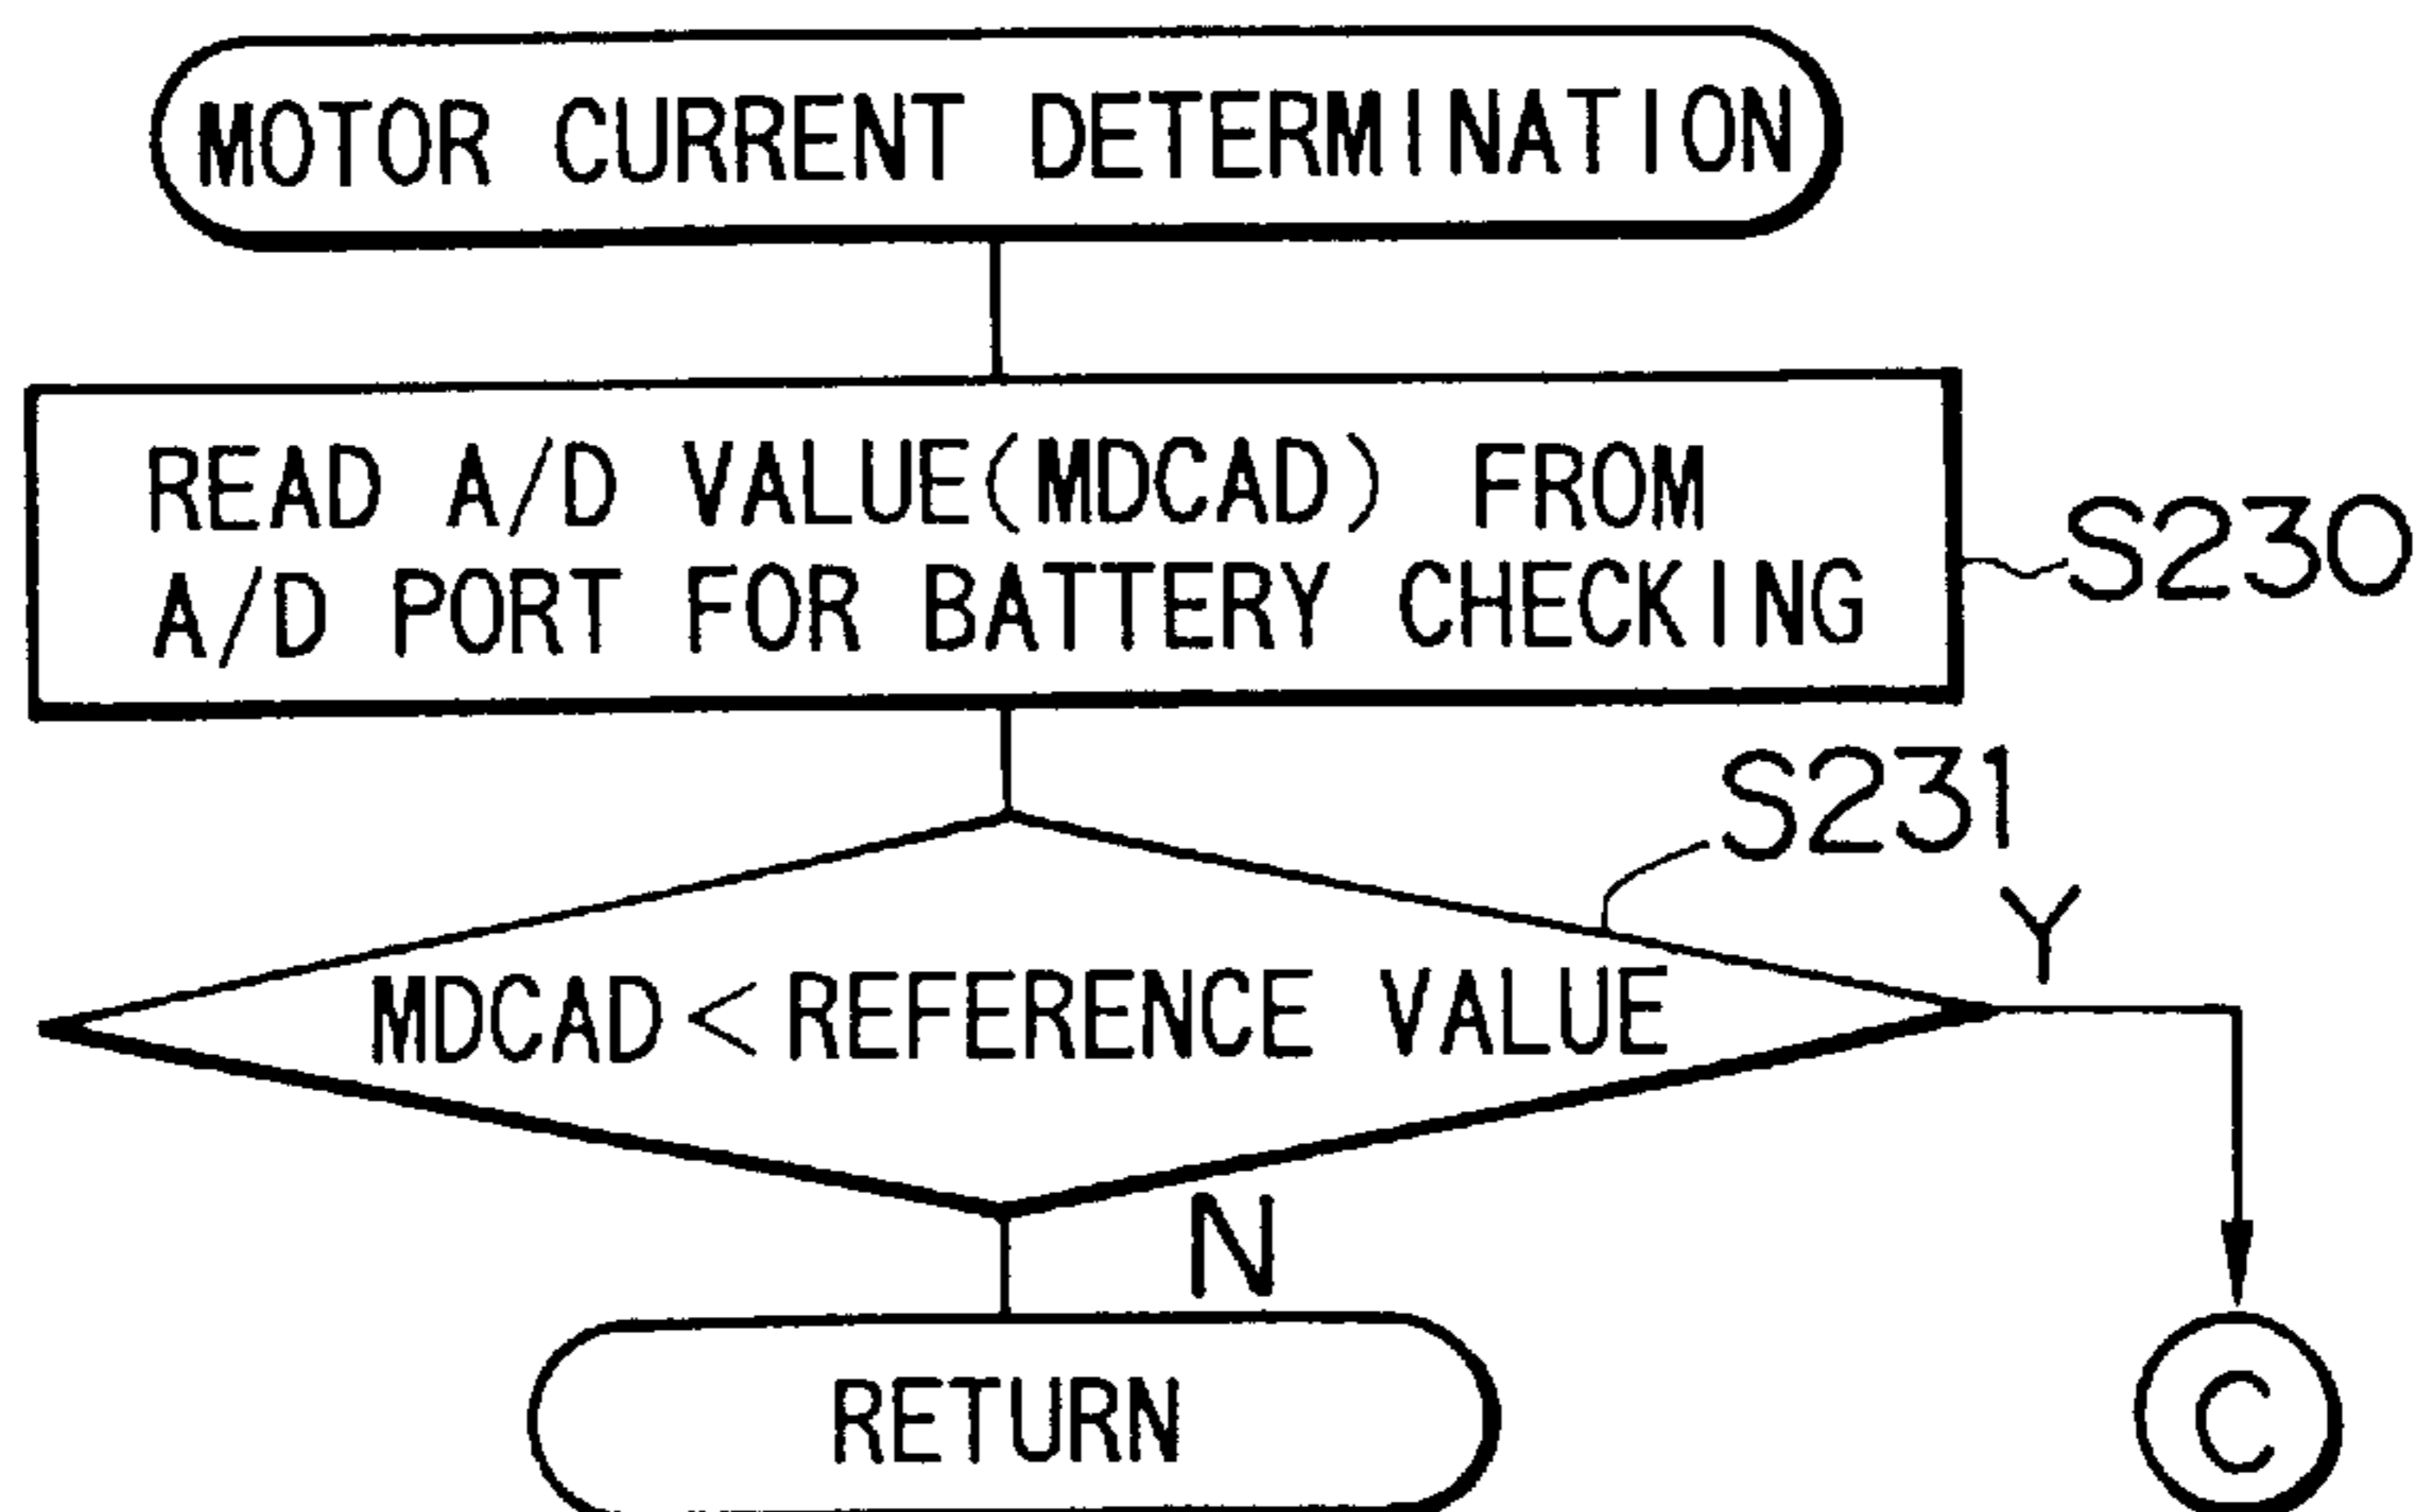 MOTOR CURRENT DETERMINATION
READ A/D VALUE(MDCAD) FROM
A/D PORT FOR BATTERY CHECKING
S230
S231
Y
MDCAD<REFERENCE VALUE
N
RETURN
C